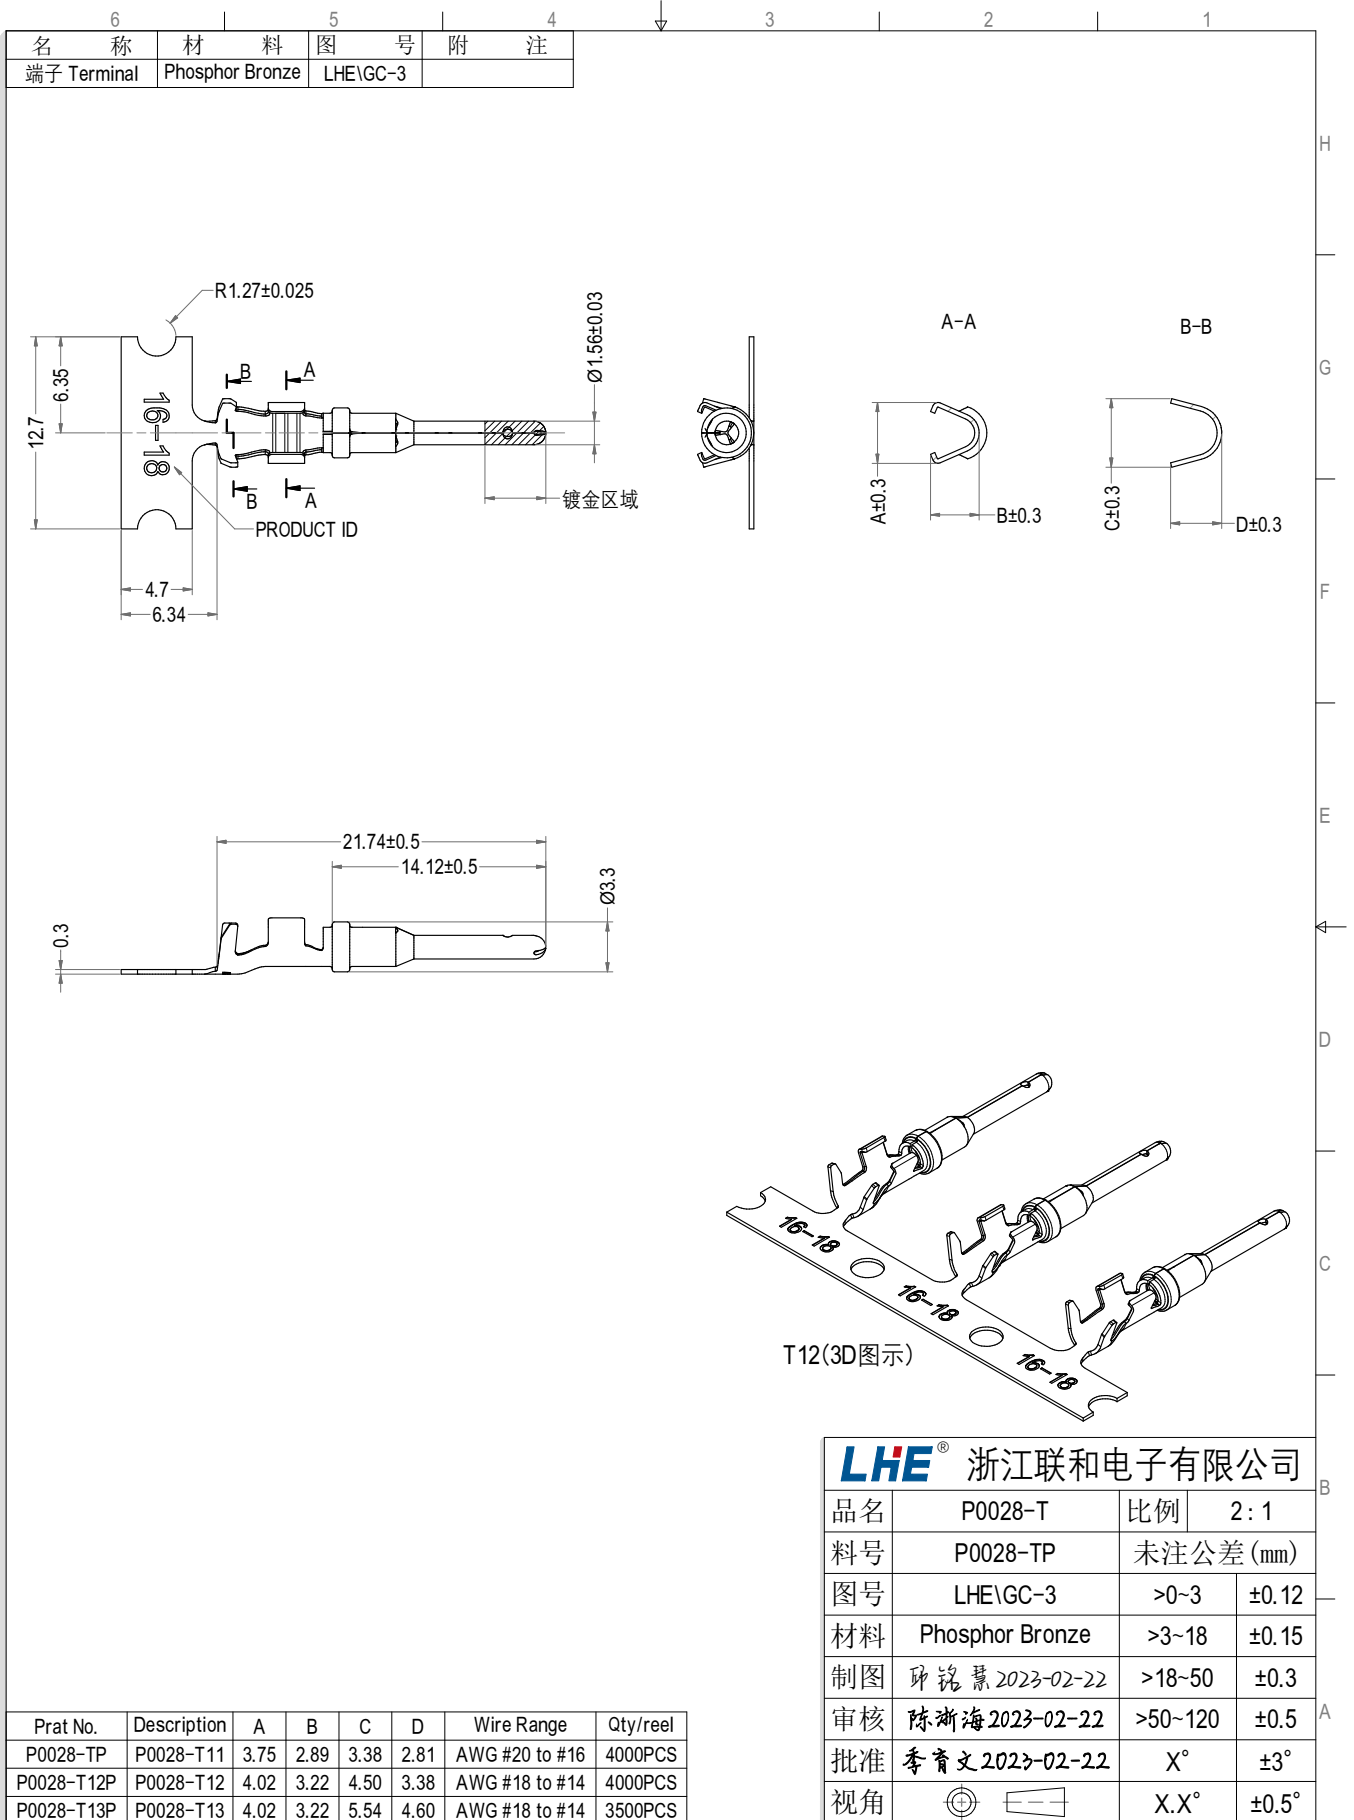 6 5 4 3 2 1
名 称 材 料 图 号 附 注
端子 Terminal Phosphor Bronze LHE\GC-3
H
R1.27±0.025
Ø1.56±0.03
A-A B-B
G
6.35
12.7
B A
16-18
B A
镀金区域
PRODUCT ID
A±0.3
B±0.3
C±0.3
D±0.3
4.7
6.34
F
E
21.74±0.5
14.12±0.5
Ø3.3
0.3
D
16-18
16-18
16-18
C
T12(3D图示)
LHE® 浙江联和电子有限公司
B
品名 P0028-T 比例 2:1
料号 P0028-TP 未注公差(mm)
图号 LHE\GC-3 >0~3 ±0.12
材料 Phosphor Bronze >3~18 ±0.15
制图 铭慧 2023-02-22 >18~50 ±0.3
审核 陈浙海 2023-02-22 >50~120 ±0.5
A
批准 季育文 2023-02-22 X° ±3°
视角 X.X° ±0.5°
Prat No. Description A B C D Wire Range Qty/reel
P0028-TP P0028-T11 3.75 2.89 3.38 2.81 AWG #20 to #16 4000PCS
P0028-T12P P0028-T12 4.02 3.22 4.50 3.38 AWG #18 to #14 4000PCS
P0028-T13P P0028-T13 4.02 3.22 5.54 4.60 AWG #18 to #14 3500PCS